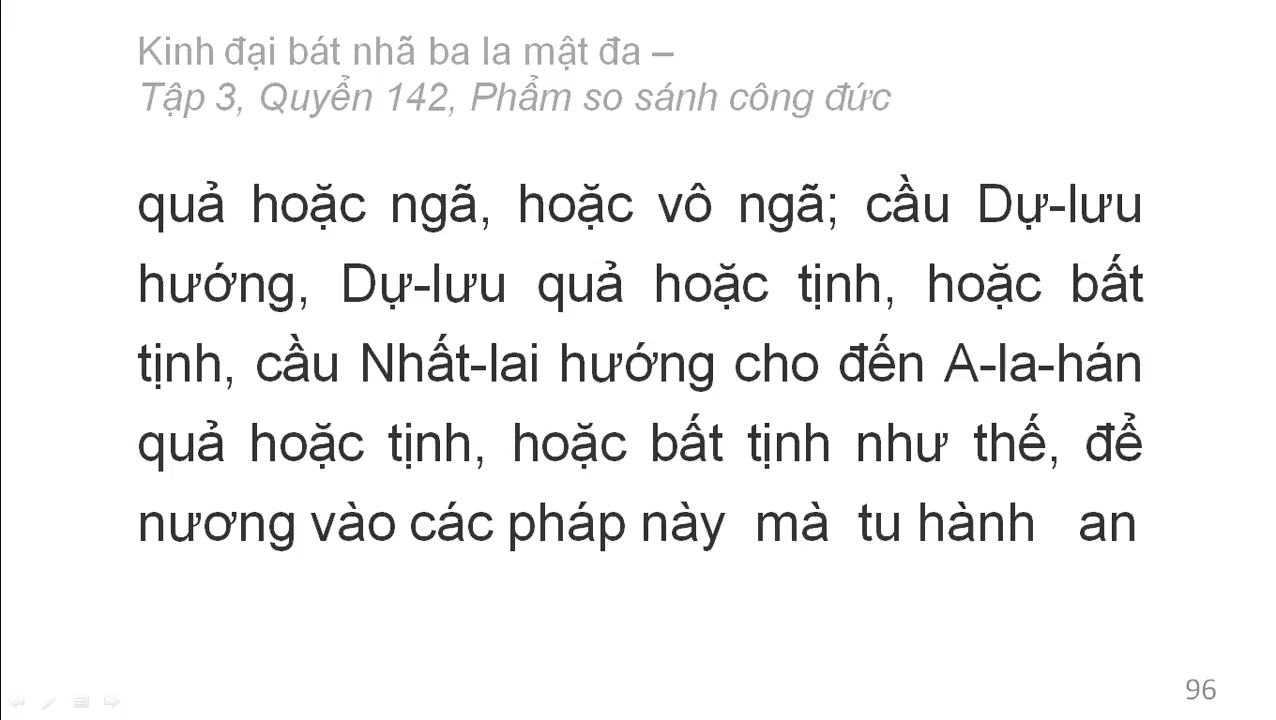 Kinh đại bát nhã ba la mật đa –
Tập 3, Quyển 142, Phẩm so sánh công đức
quả hoặc ngã, hoặc vô ngã; cầu Dự-lưu
hướng, Dự-lưu quả hoặc tịnh, hoặc bất
tịnh, cầu Nhất-lai hướng cho đến A-la-hán
quả hoặc tịnh, hoặc bất tịnh như thế, để
nương vào các pháp này mà tu hành an
96